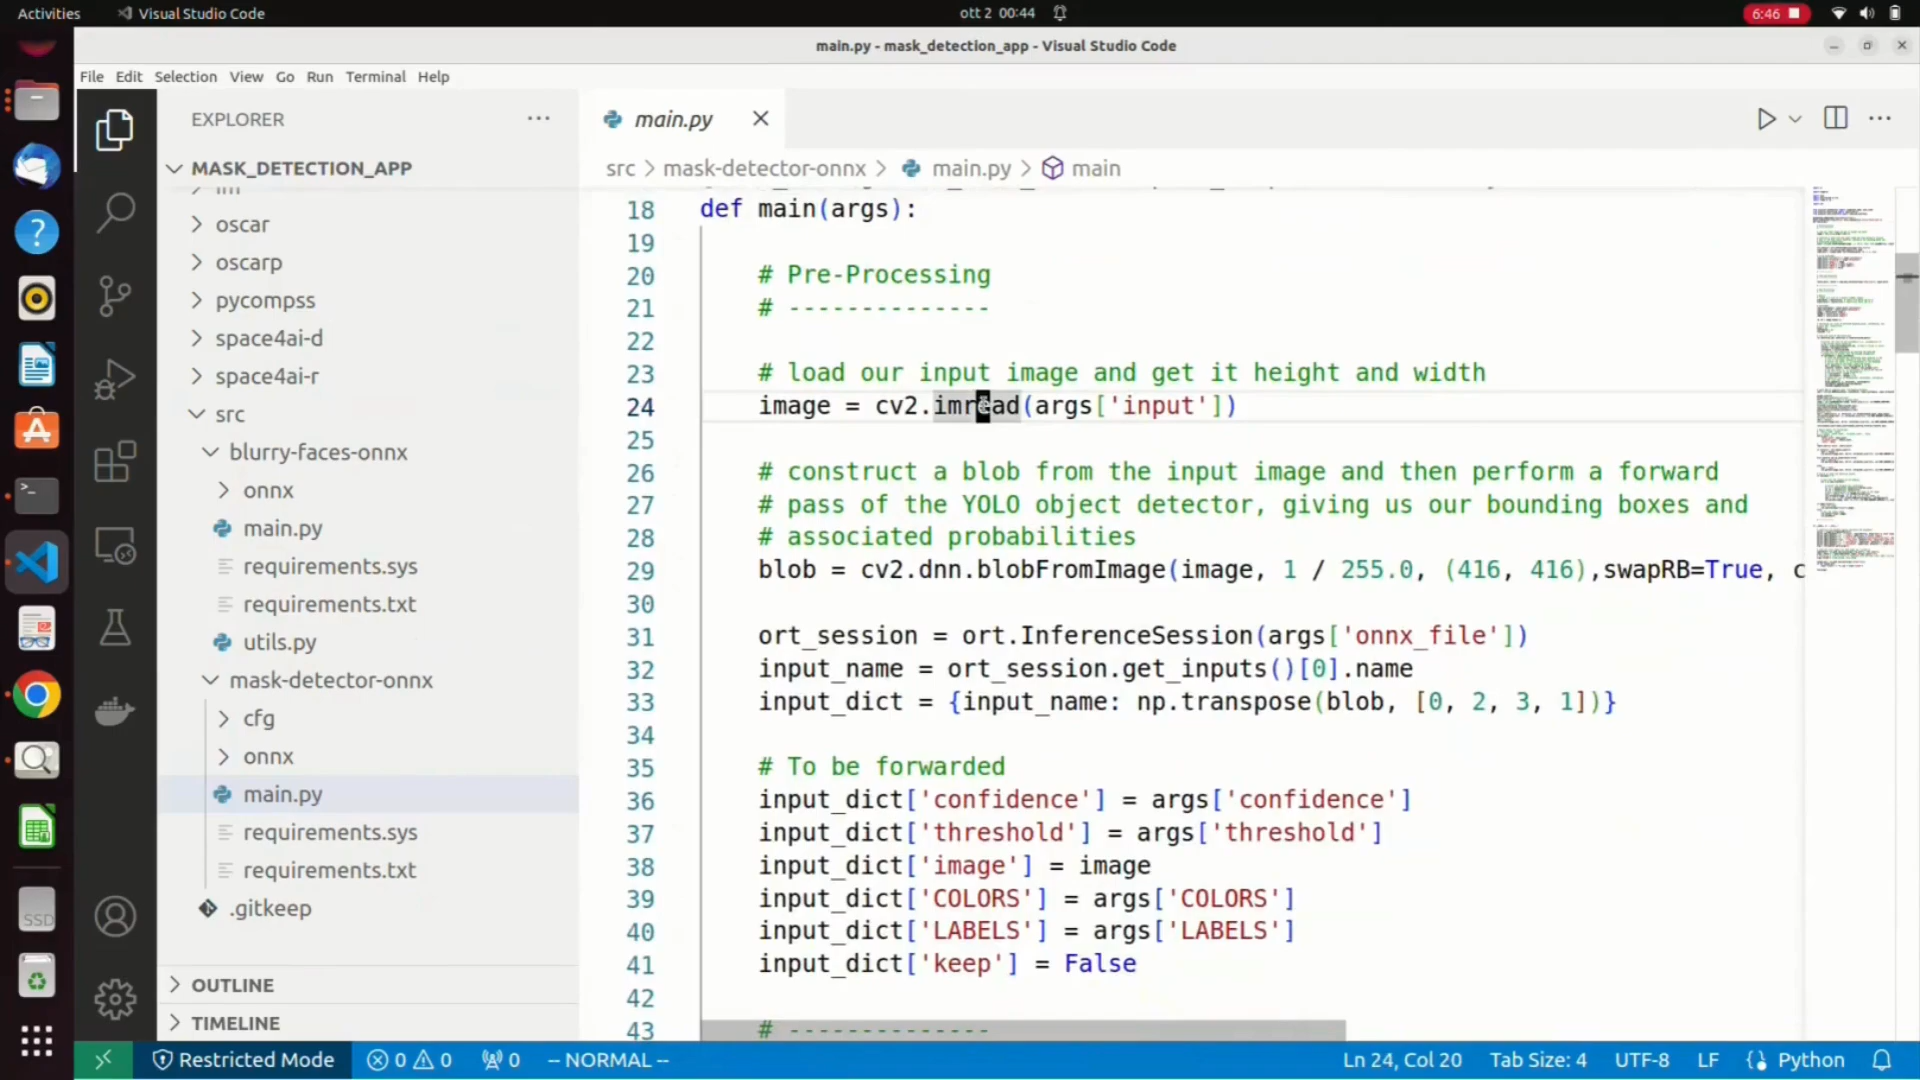 Activities
Visual Studio Code
ott 2 00:44
6:46
main.py - mask_detection_app - Visual Studio Code
File Edit Selection View Go Run Terminal Help
EXPLORER
main.py
MASK_DETECTION_APP
src > mask-detector-onnx > main.py > main
oscar
oscarp
pycompss
space4ai-d
space4ai-r
src
blurry-faces-onnx
onnx
main.py
requirements.sys
requirements.txt
utils.py
mask-detector-onnx
cfg
onnx
main.py
requirements.sys
requirements.txt
.gitkeep
OUTLINE
TIMELINE
18 def main(args):
19
20 # Pre-Processing
21 # --------------
22
23 # load our input image and get it height and width
24 image = cv2.imread(args['input'])
25
26 # construct a blob from the input image and then perform a forward
27 # pass of the YOLO object detector, giving us our bounding boxes and
28 # associated probabilities
29 blob = cv2.dnn.blobFromImage(image, 1 / 255.0, (416, 416),swapRB=True, c
30
31 ort_session = ort.InferenceSession(args['onnx_file'])
32 input_name = ort_session.get_inputs()[0].name
33 input_dict = {input_name: np.transpose(blob, [0, 2, 3, 1])}
34
35 # To be forwarded
36 input_dict['confidence'] = args['confidence']
37 input_dict['threshold'] = args['threshold']
38 input_dict['image'] = image
39 input_dict['COLORS'] = args['COLORS']
40 input_dict['LABELS'] = args['LABELS']
41 input_dict['keep'] = False
42
43 # --------------
SSD
Restricted Mode
0 0
0
-- NORMAL --
Ln 24, Col 20
Tab Size: 4
UTF-8
LF
Python